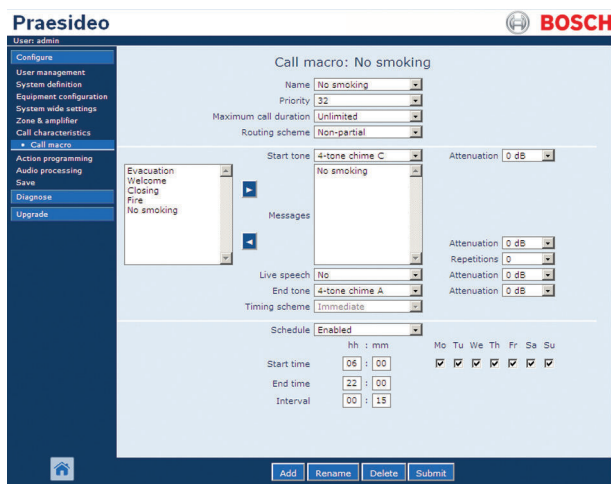 Praesideo
BOSCH
User: admin
Configure
User management
System definition
Equipment configuration
System wide settings
Zone & amplifier
Call characteristics
Call macro
Action programming
Audio processing
Save
Diagnose
Upgrade
Call macro: No smoking
Name No smoking
Priority 32
Maximum call duration Unlimited
Routing scheme Non-partial
Start tone 4-tone chime C Attenuation 0 dB
Evacuation
Welcome
Closing
Fire
No smoking
Messages
No smoking
Attenuation 0 dB
Repetitions 0
Live speech No Attenuation 0 dB
End tone 4-tone chime A Attenuation 0 dB
Timing scheme Immediate
Schedule Enabled
hh : mm Mo Tu We Th Fr Sa Su
Start time 06 : 00
End time 22 : 00
Interval 00 : 15
Add Rename Delete Submit